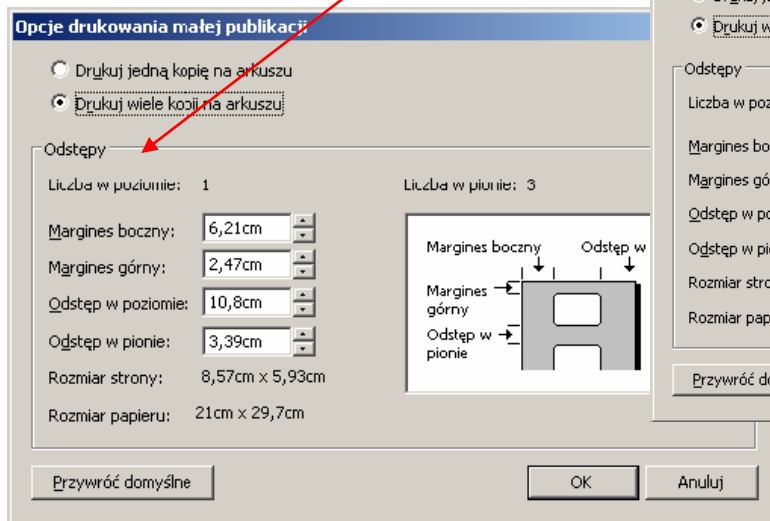 Opcje drukowania małej publikacji
Drukuj jedną kopię na arkuszu
Drukuj wiele kopii na arkuszu
Odstępy
Liczba w poziomie: 1
Liczba w pionie: 3
Margines boczny: 6,21cm
Margines górny: 2,47cm
Odstęp w poziomie: 10,8cm
Odstęp w pionie: 3,39cm
Rozmiar strony: 8,57cm x 5,93cm
Rozmiar papieru: 21cm x 29,7cm
Margines boczny
Odstęp w
Margines
górny
Odstęp w
pionie
Przywróć domyślne
OK
Anuluj
Drukuj w
Odstępy
Liczba w poz
Margines bo
Margines gó
Odstęp w po
Odstęp w pi
Rozmiar stro
Rozmiar pap
Przywróć do